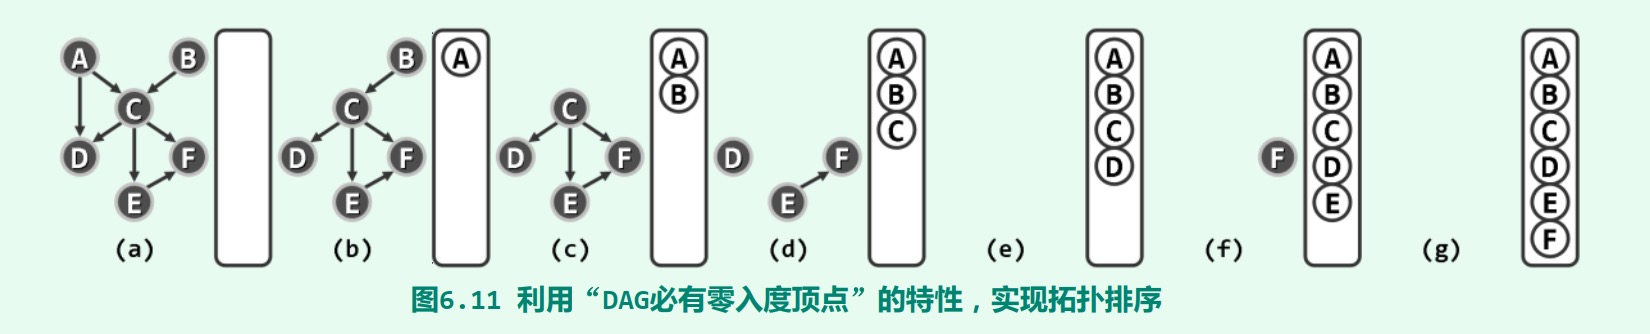 A B A A A A A A
B B B B B
C C C C C C C C
D F D F D F D F D D D
E E E E E E
F
(a) (b) (c) (d) (e) (f) (g)
图6.11 利用“DAG必有零入度顶点”的特性，实现拓扑排序